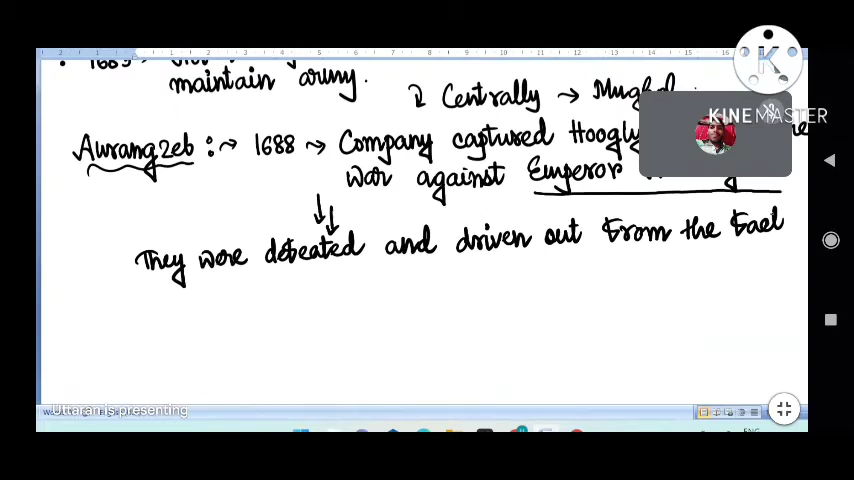 maintain army.
Centrally → Mughal
KINEMASTER
Aurangzeb :→ 1688 → Company captured Hoogly
war against Emperor
They were defeated and driven out from the
Uttaran is presenting
ENG